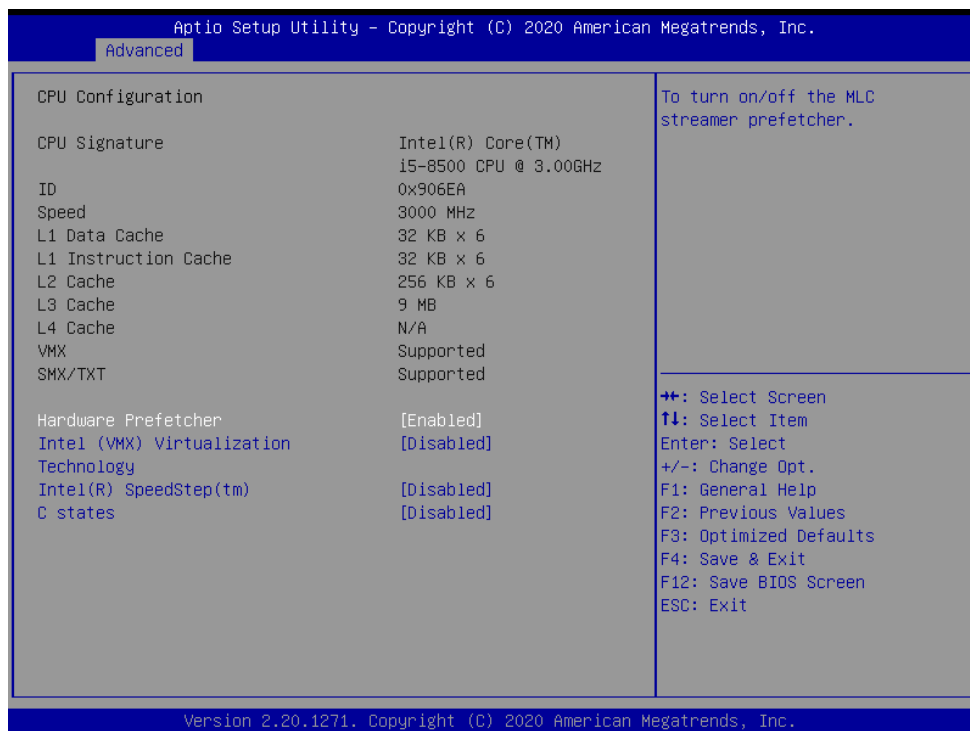 Aptio Setup Utility – Copyright (C) 2020 American Megatrends, Inc.
Advanced
CPU Configuration
CPU Signature Intel(R) Core(TM)
i5-8500 CPU @ 3.00GHz
ID 0x906EA
Speed 3000 MHz
L1 Data Cache 32 KB x 6
L1 Instruction Cache 32 KB x 6
L2 Cache 256 KB x 6
L3 Cache 9 MB
L4 Cache N/A
VMX Supported
SMX/TXT Supported
Hardware Prefetcher [Enabled]
Intel (VMX) Virtualization [Disabled]
Technology
Intel(R) SpeedStep(tm) [Disabled]
C states [Disabled]
To turn on/off the MLC
streamer prefetcher.
→←: Select Screen
↑↓: Select Item
Enter: Select
+/-: Change Opt.
F1: General Help
F2: Previous Values
F3: Optimized Defaults
F4: Save & Exit
F12: Save BIOS Screen
ESC: Exit
Version 2.20.1271. Copyright (C) 2020 American Megatrends, Inc.